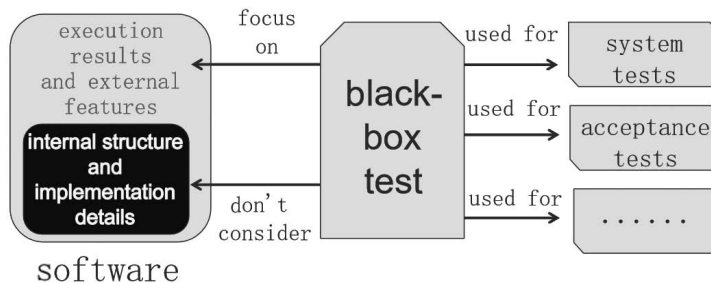 execution
results
and external
features
internal structure
and
implementation
details
software
focus
on
don't
consider
black-
box
test
used for
system
tests
used for
acceptance
tests
used for
······